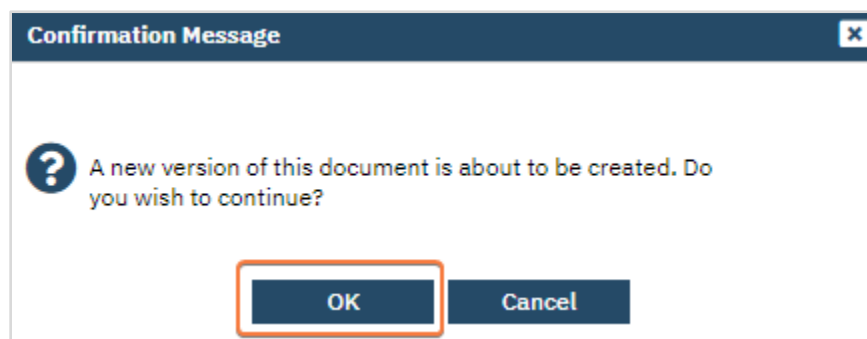 Confirmation Message
A new version of this document is about to be created. Do
you wish to continue?
OK
Cancel